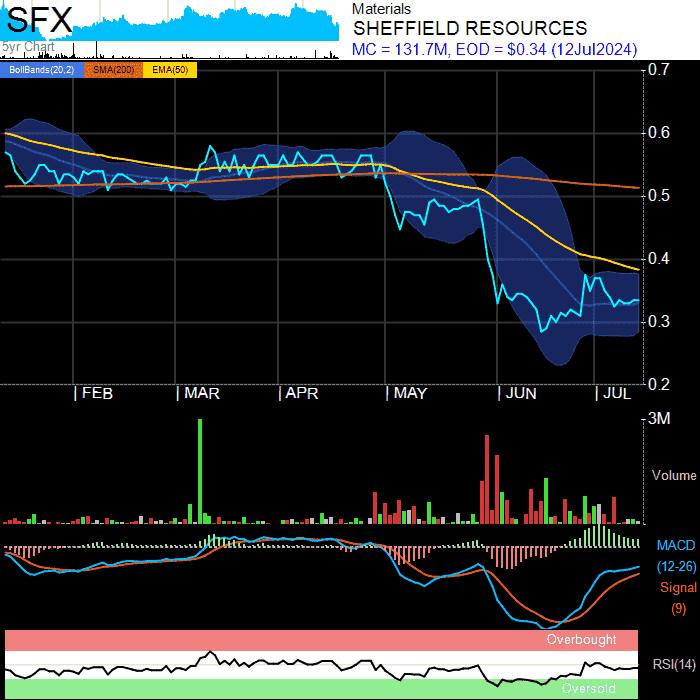 SFX
5yr Chart
Materials
SHEFFIELD RESOURCES
MC = 131.7M, EOD = $0.34 (12Jul2024)
BollBands(20,2) SMA(200) EMA(50)
0.7
0.6
0.5
0.4
0.3
0.2
FEB MAR APR MAY JUN JUL
3M
Volume
MACD
(12-26)
Signal
(9)
Overbought
RSI(14)
Oversold